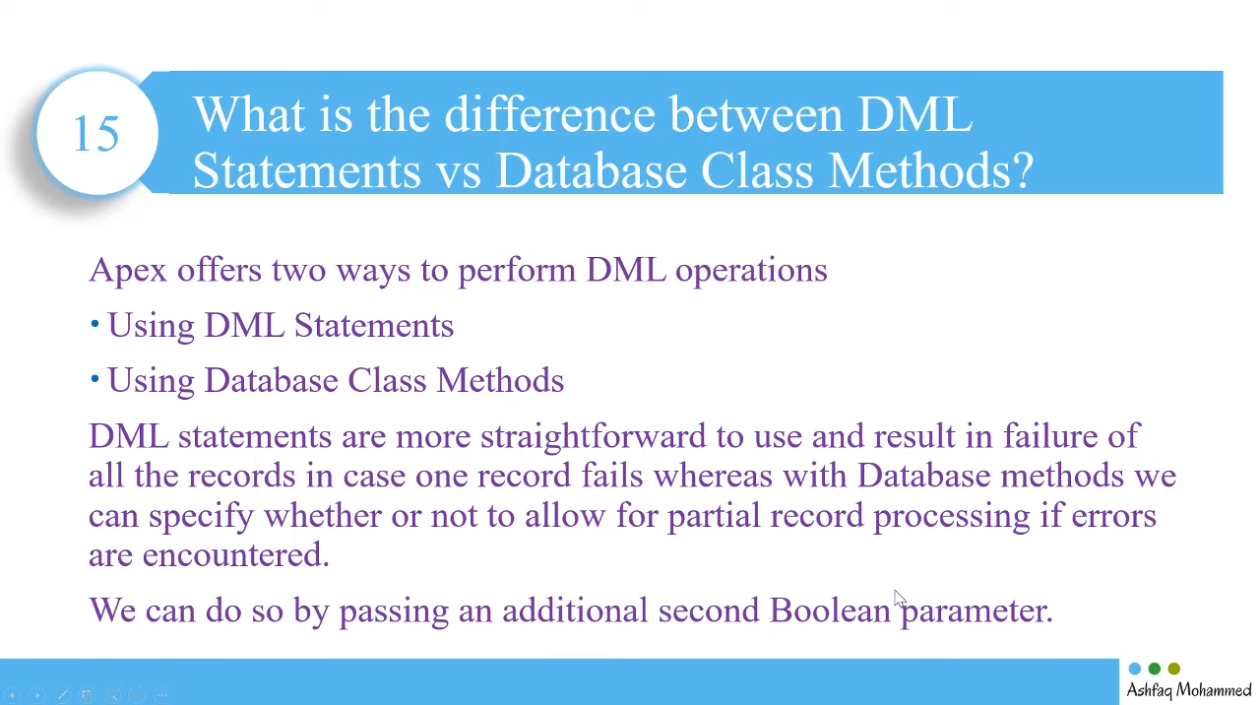 15
What is the difference between DML
Statements vs Database Class Methods?
Apex offers two ways to perform DML operations
• Using DML Statements
• Using Database Class Methods
DML statements are more straightforward to use and result in failure of
all the records in case one record fails whereas with Database methods we
can specify whether or not to allow for partial record processing if errors
are encountered.
We can do so by passing an additional second Boolean parameter.
Ashfaq Mohammed